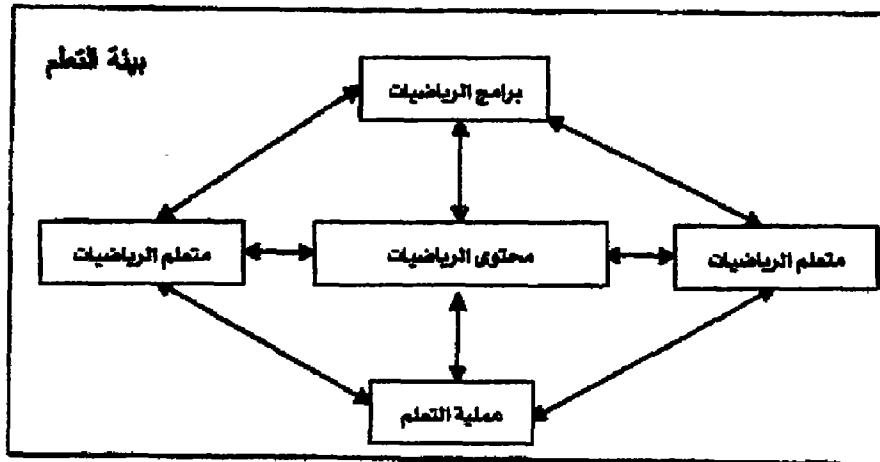 بيئة التعلم
برامج الرياضيات
متعلم الرياضيات
محتوى الرياضيات
متعلم الرياضيات
عملية التعلم